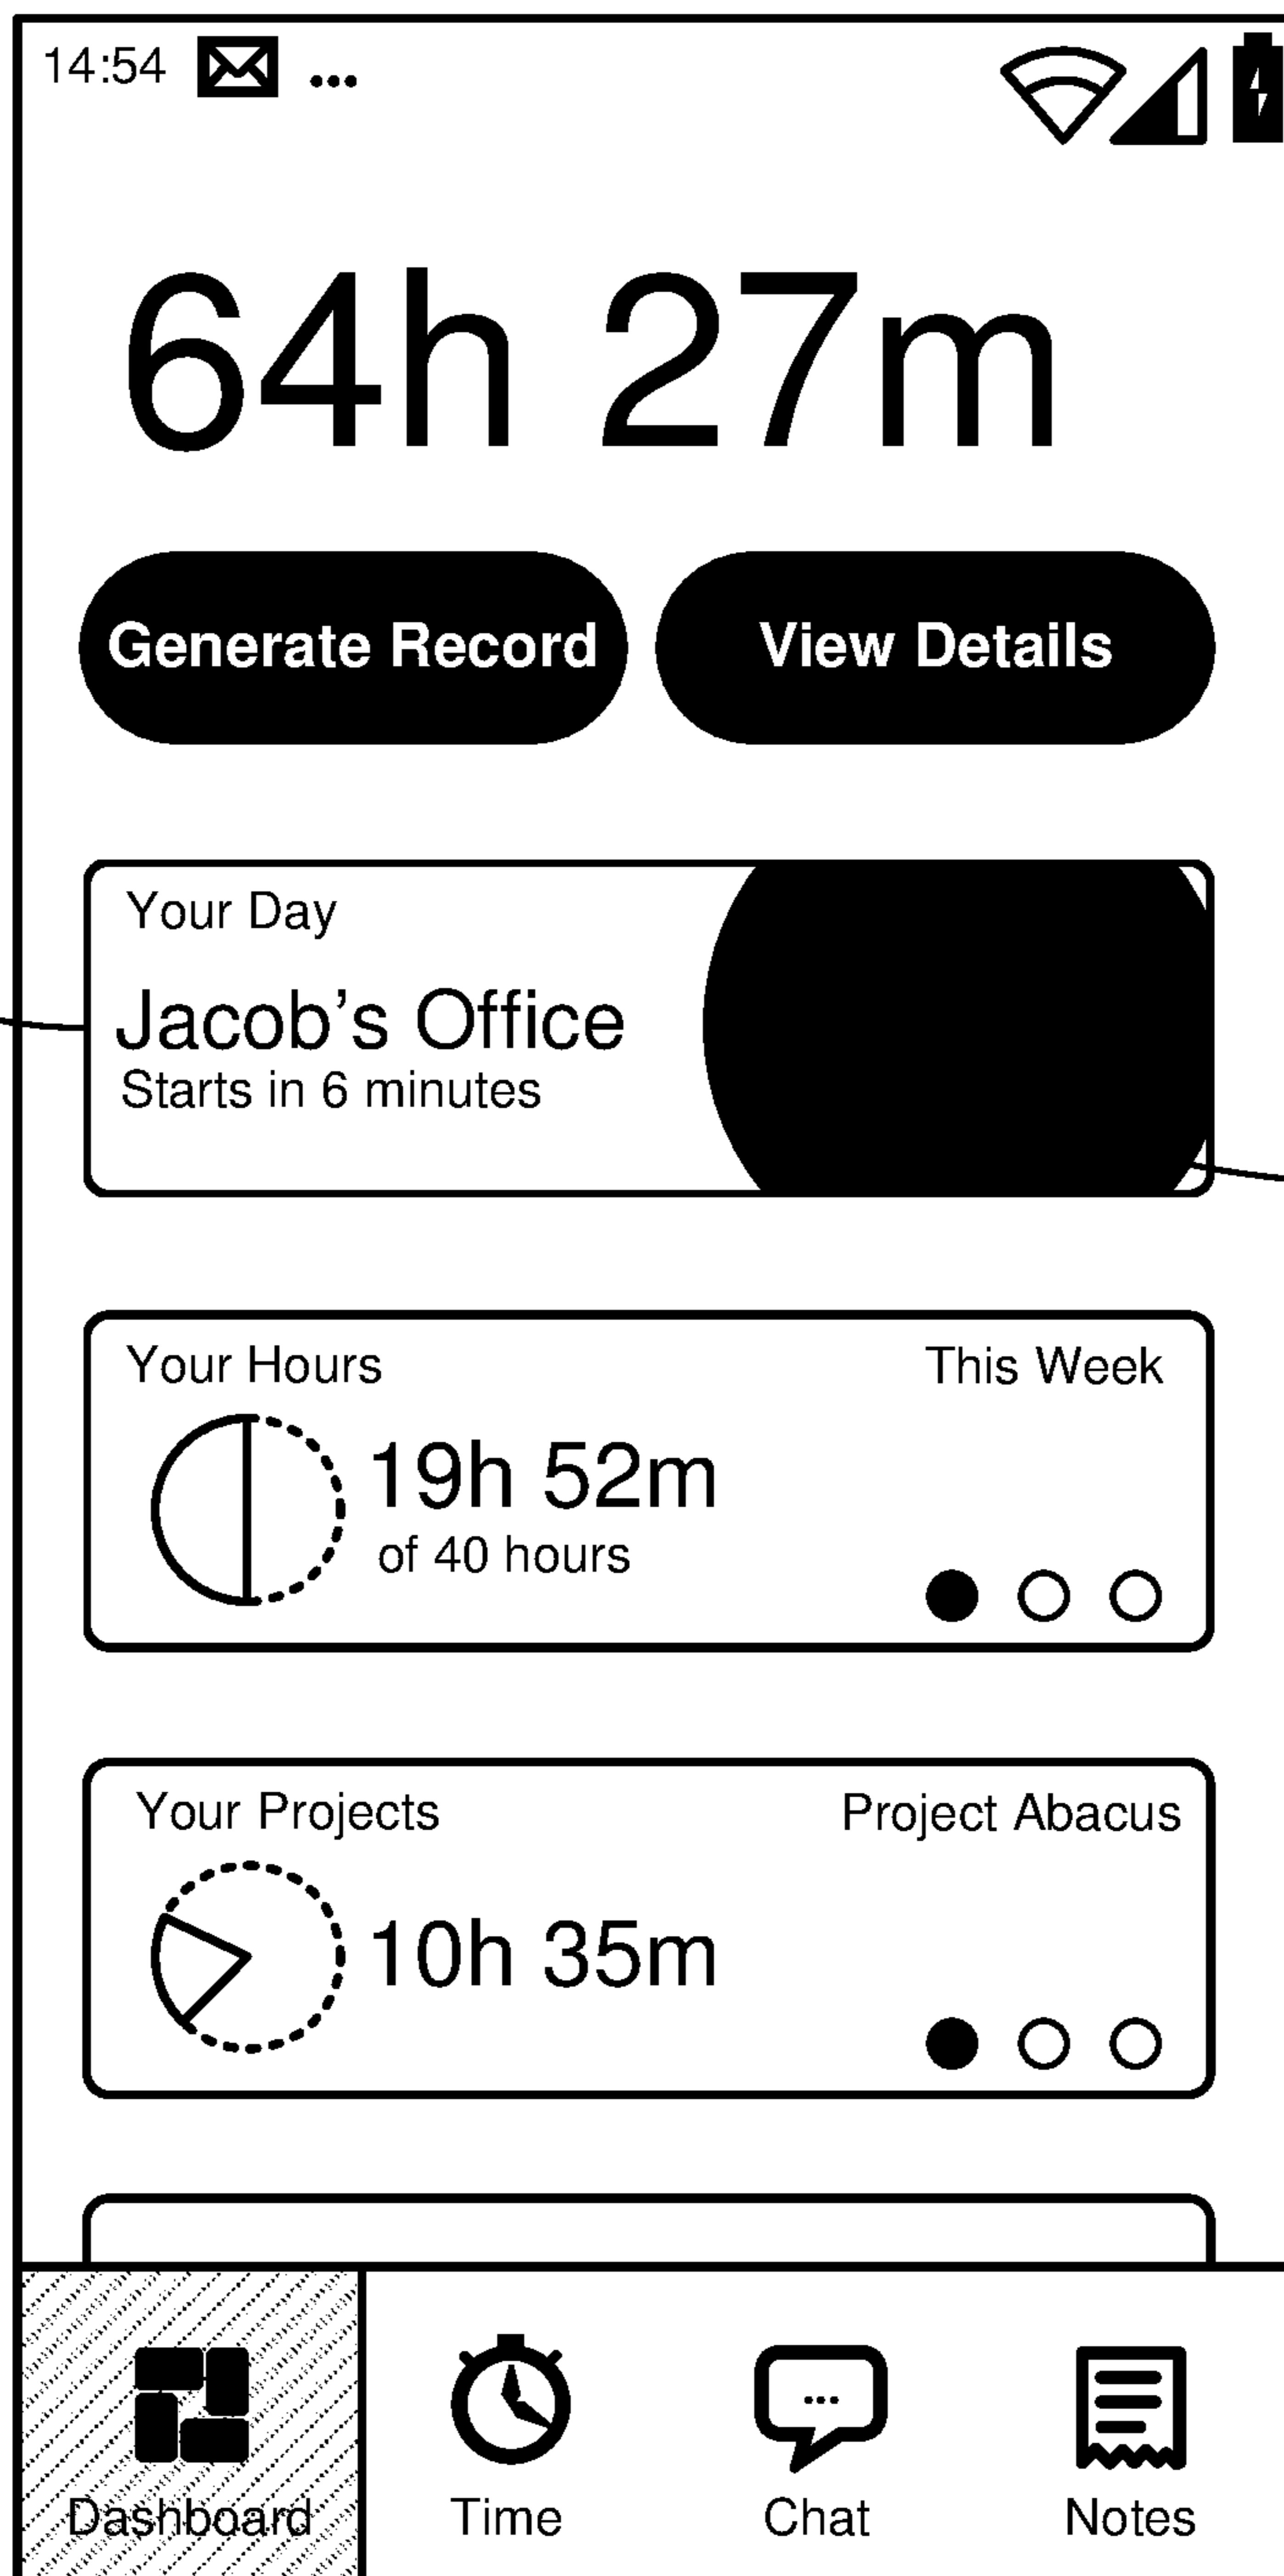 14:54
64h 27m
Generate Record
View Details
Your Day
Jacob's Office
Starts in 6 minutes
Your Hours
This Week
19h 52m
of 40 hours
Your Projects
Project Abacus
10h 35m
Dashboard
Time
Chat
Notes